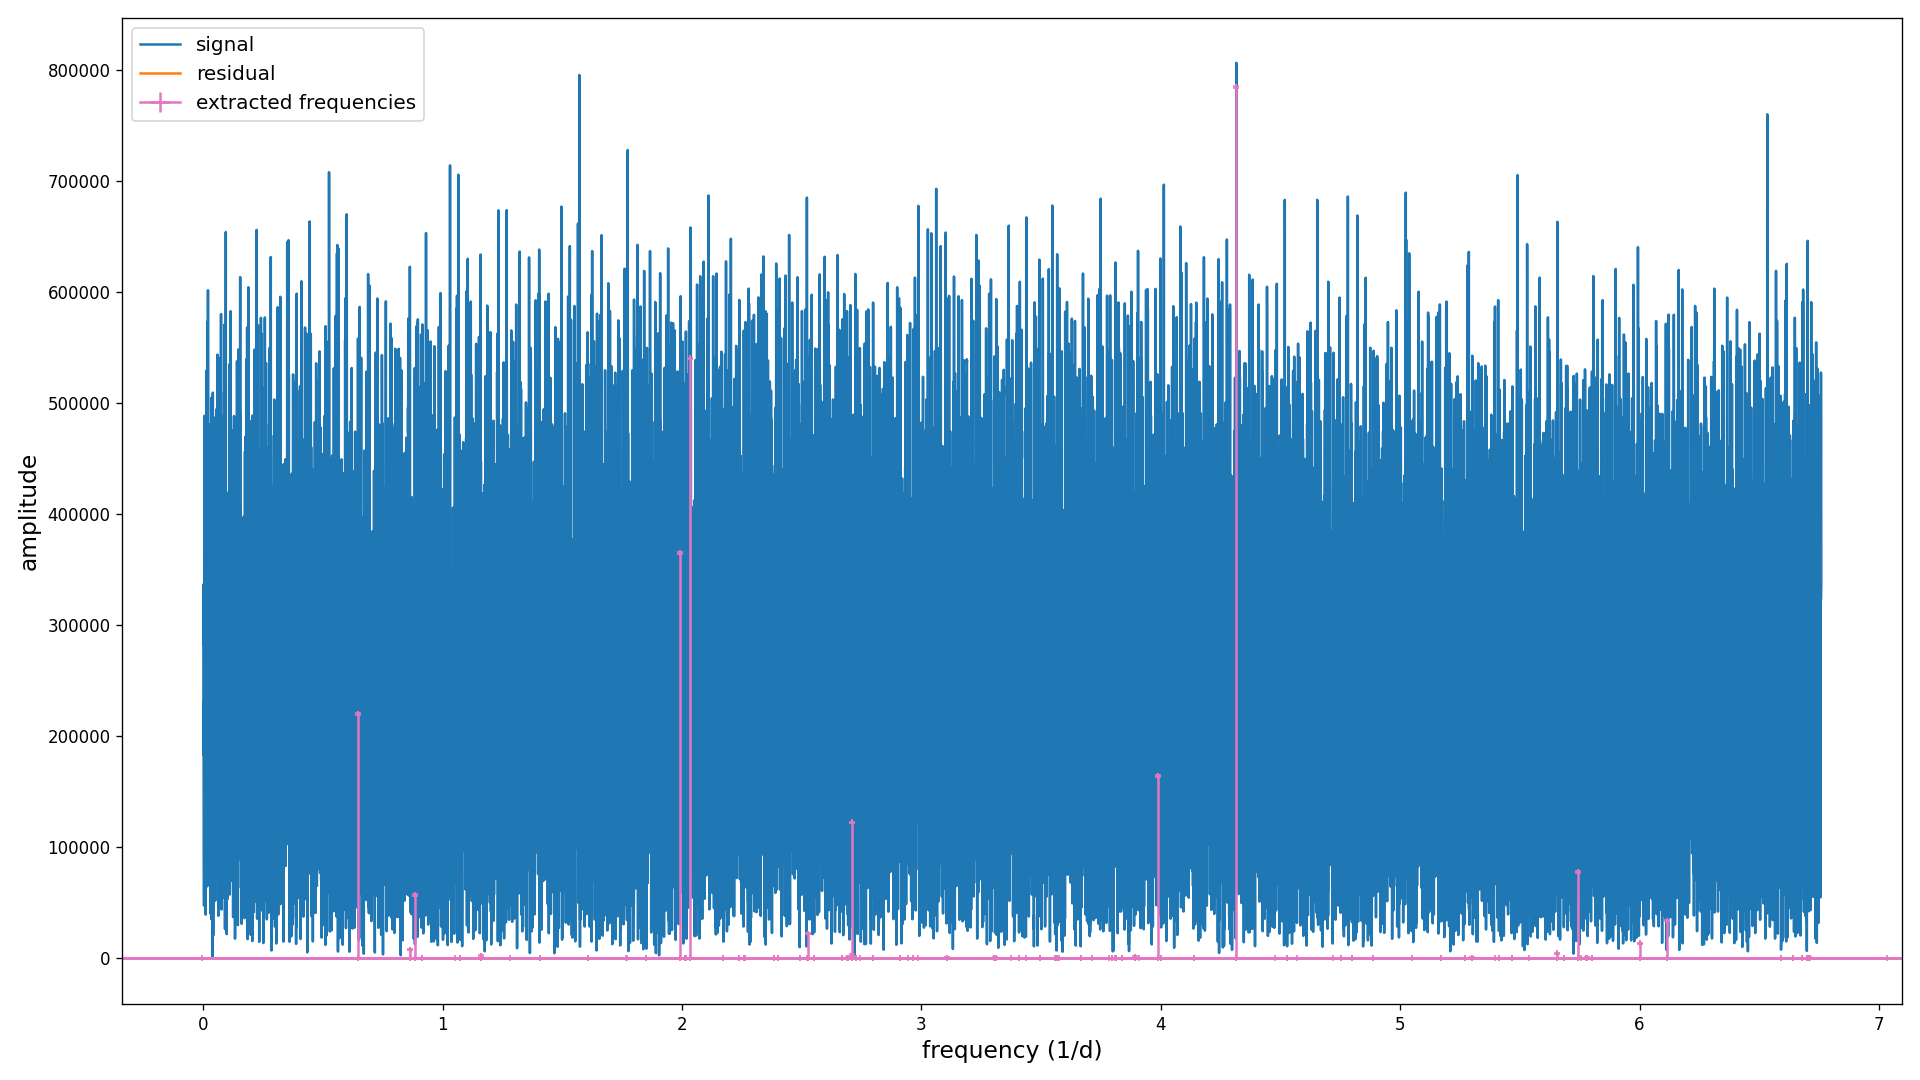 signal
residual
extracted frequencies
800000
700000
600000
500000
400000
300000
200000
100000
0
amplitude
0 1 2 3 4 5 6 7
frequency (1/d)